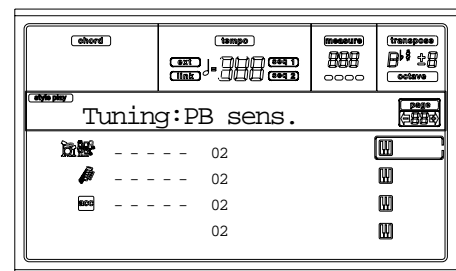 chord tempo measure transpose
ext seq 1
link seq 2
octave
style play page
Tuning:PB sens.
- - - - - 02
- - - - - 02
acc - - - - - 02
02